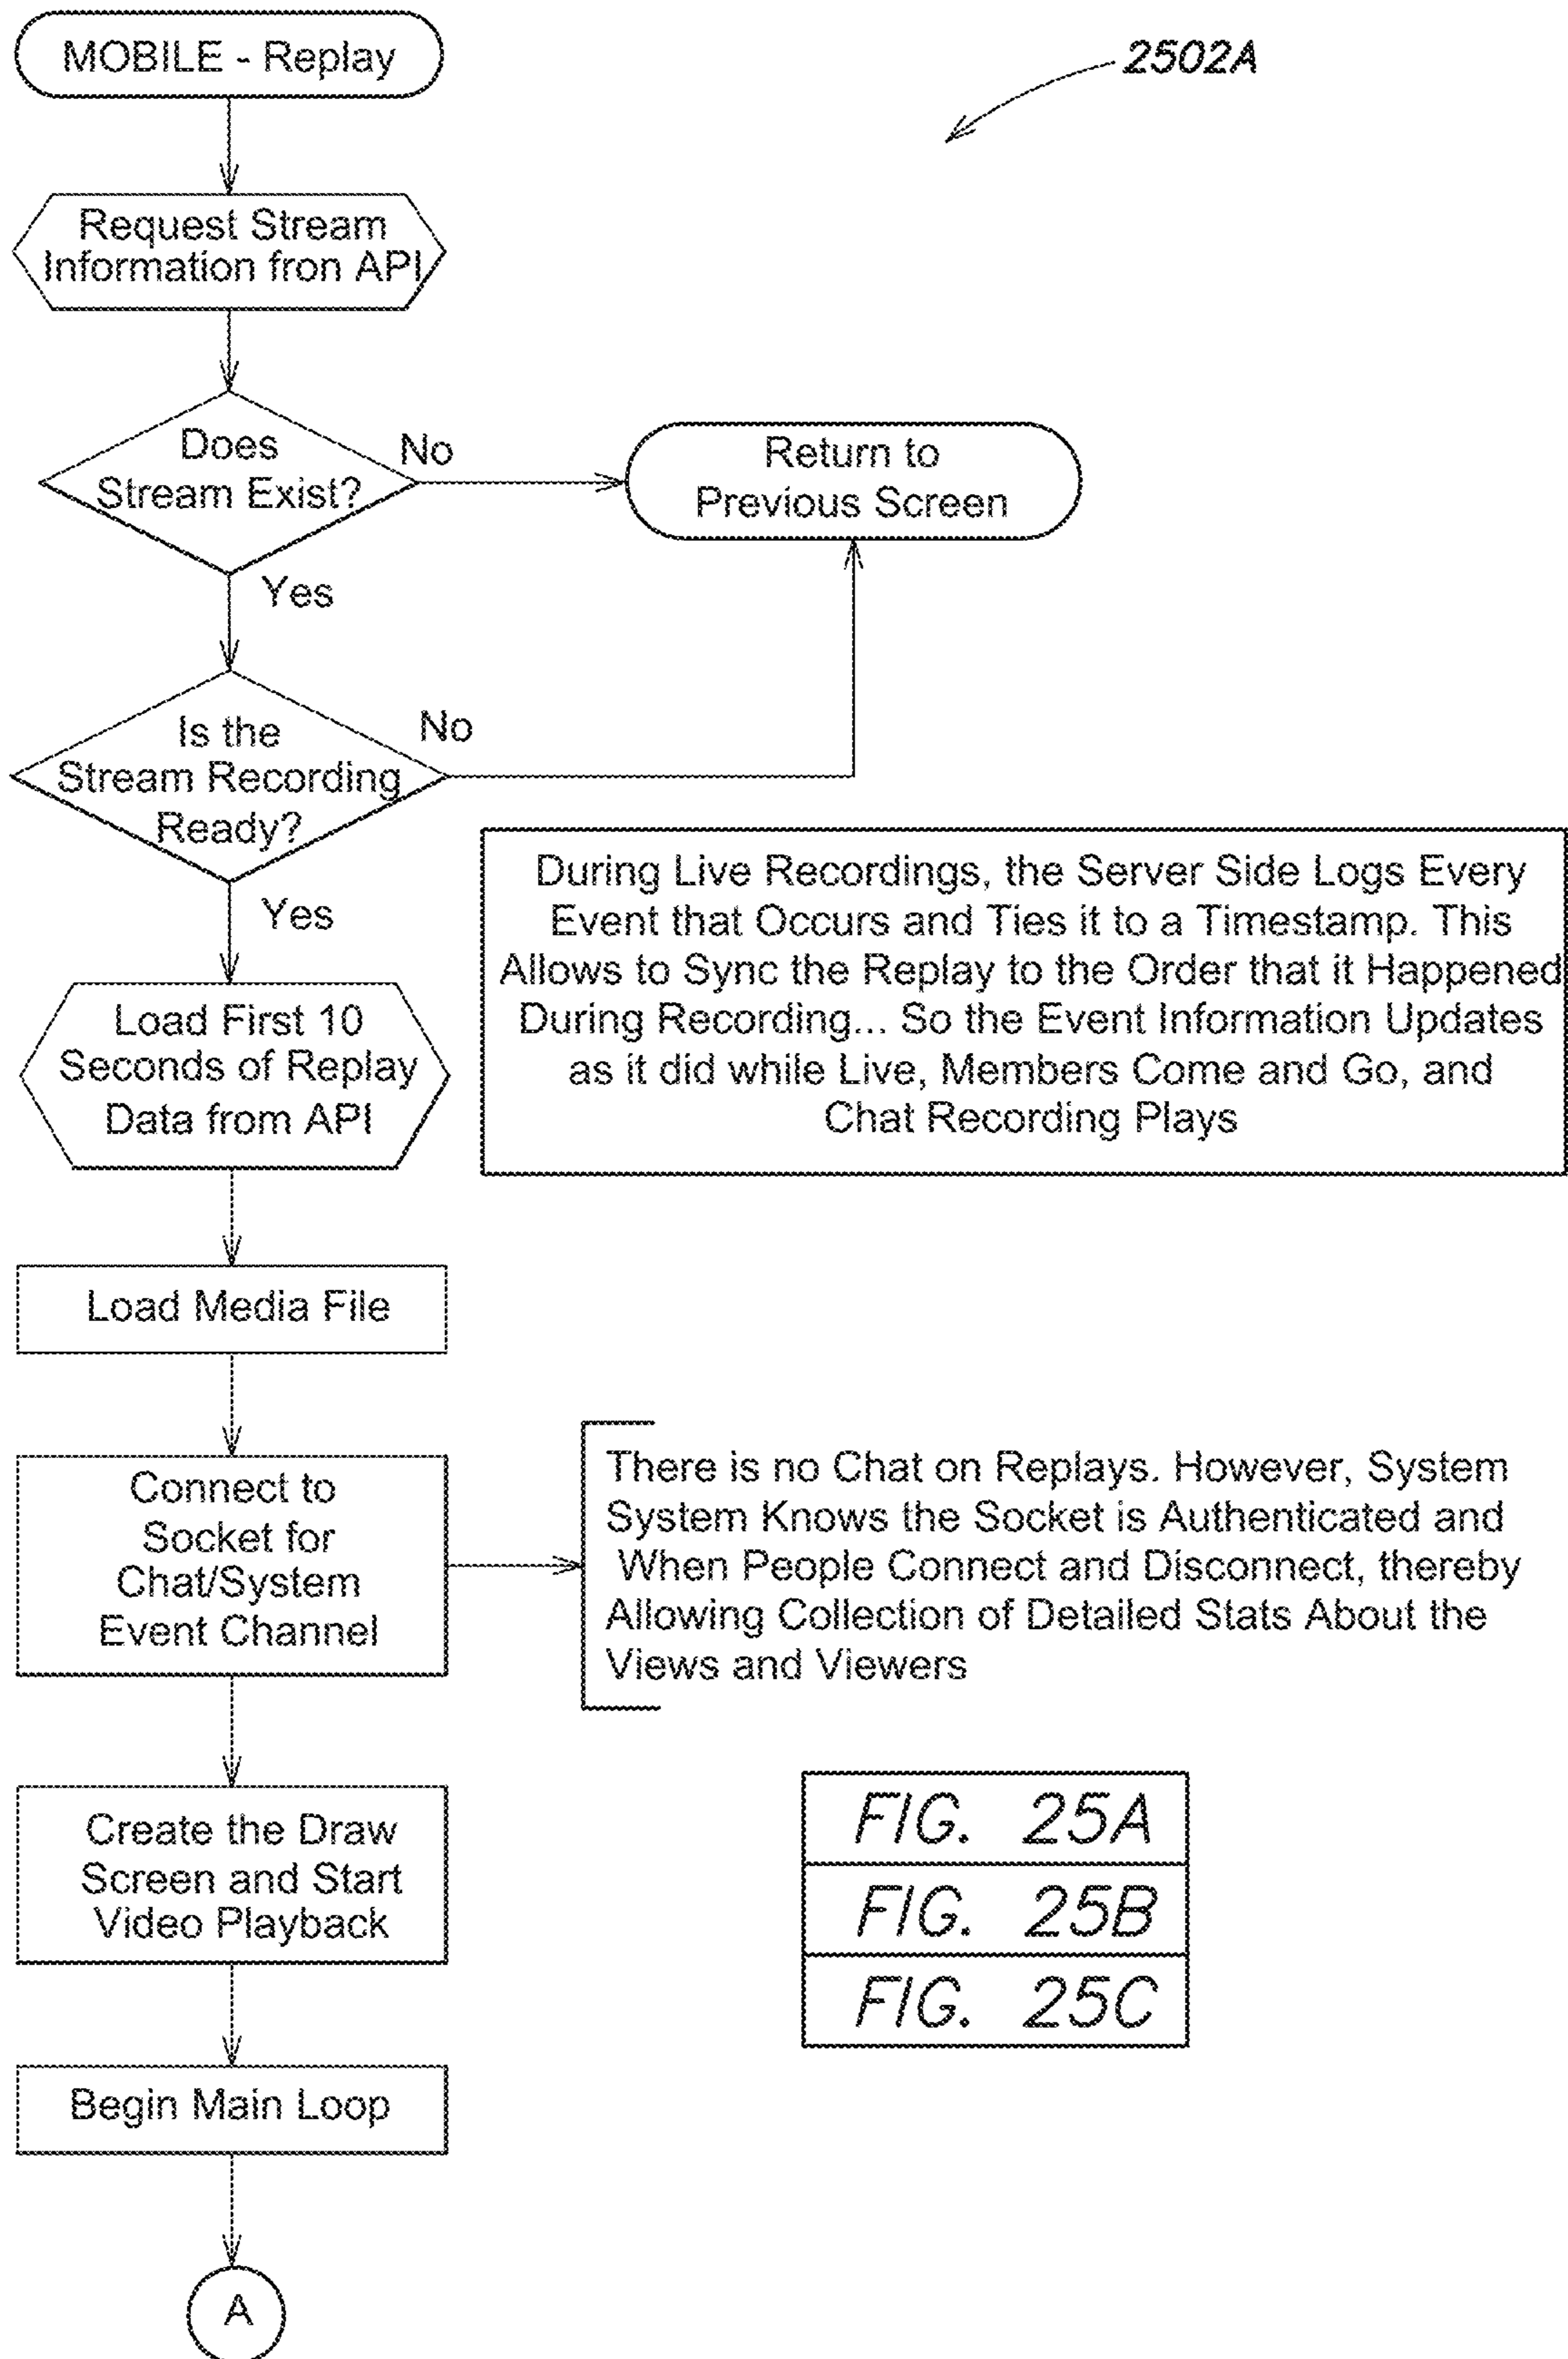 MOBILE - Replay
2502A
Request Stream
Information fron API
Does
Stream Exist?
No
Return to
Previous Screen
Yes
Is the
Stream Recording
Ready?
No
Yes
Load First 10
Seconds of Replay
Data from API
During Live Recordings, the Server Side Logs Every
Event that Occurs and Ties it to a Timestamp. This
Allows to Sync the Replay to the Order that it Happened
During Recording... So the Event Information Updates
as it did while Live, Members Come and Go, and
Chat Recording Plays
Load Media File
Connect to
Socket for
Chat/System
Event Channel
There is no Chat on Replays. However, System
System Knows the Socket is Authenticated and
When People Connect and Disconnect, thereby
Allowing Collection of Detailed Stats About the
Views and Viewers
Create the Draw
Screen and Start
Video Playback
FIG. 25A
FIG. 25B
FIG. 25C
Begin Main Loop
A